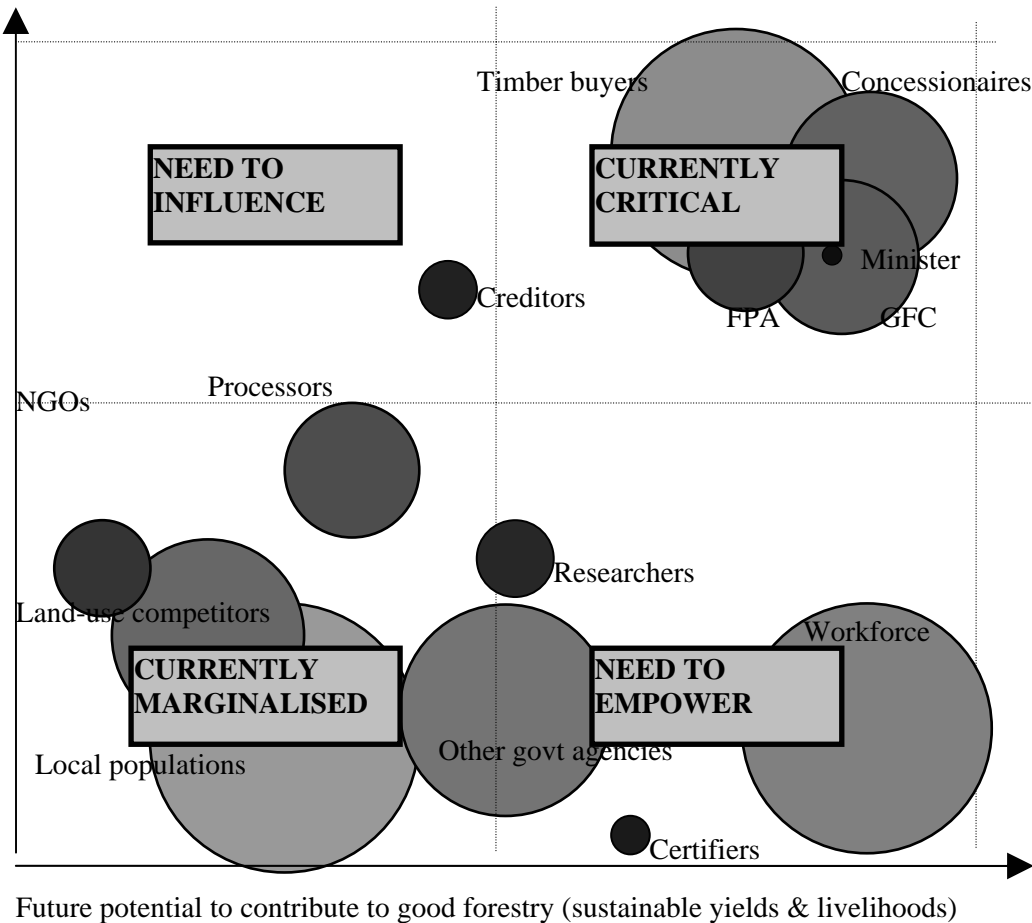 Timber buyers
Concessionaires
NEED TO
INFLUENCE
CURRENTLY
CRITICAL
Minister
Creditors
FPA
GFC
Processors
NGOs
Researchers
Land-use competitors
Workforce
CURRENTLY
MARGINALISED
NEED TO
EMPOWER
Other govt agencies
Local populations
Certifiers
Future potential to contribute to good forestry (sustainable yields & livelihoods)